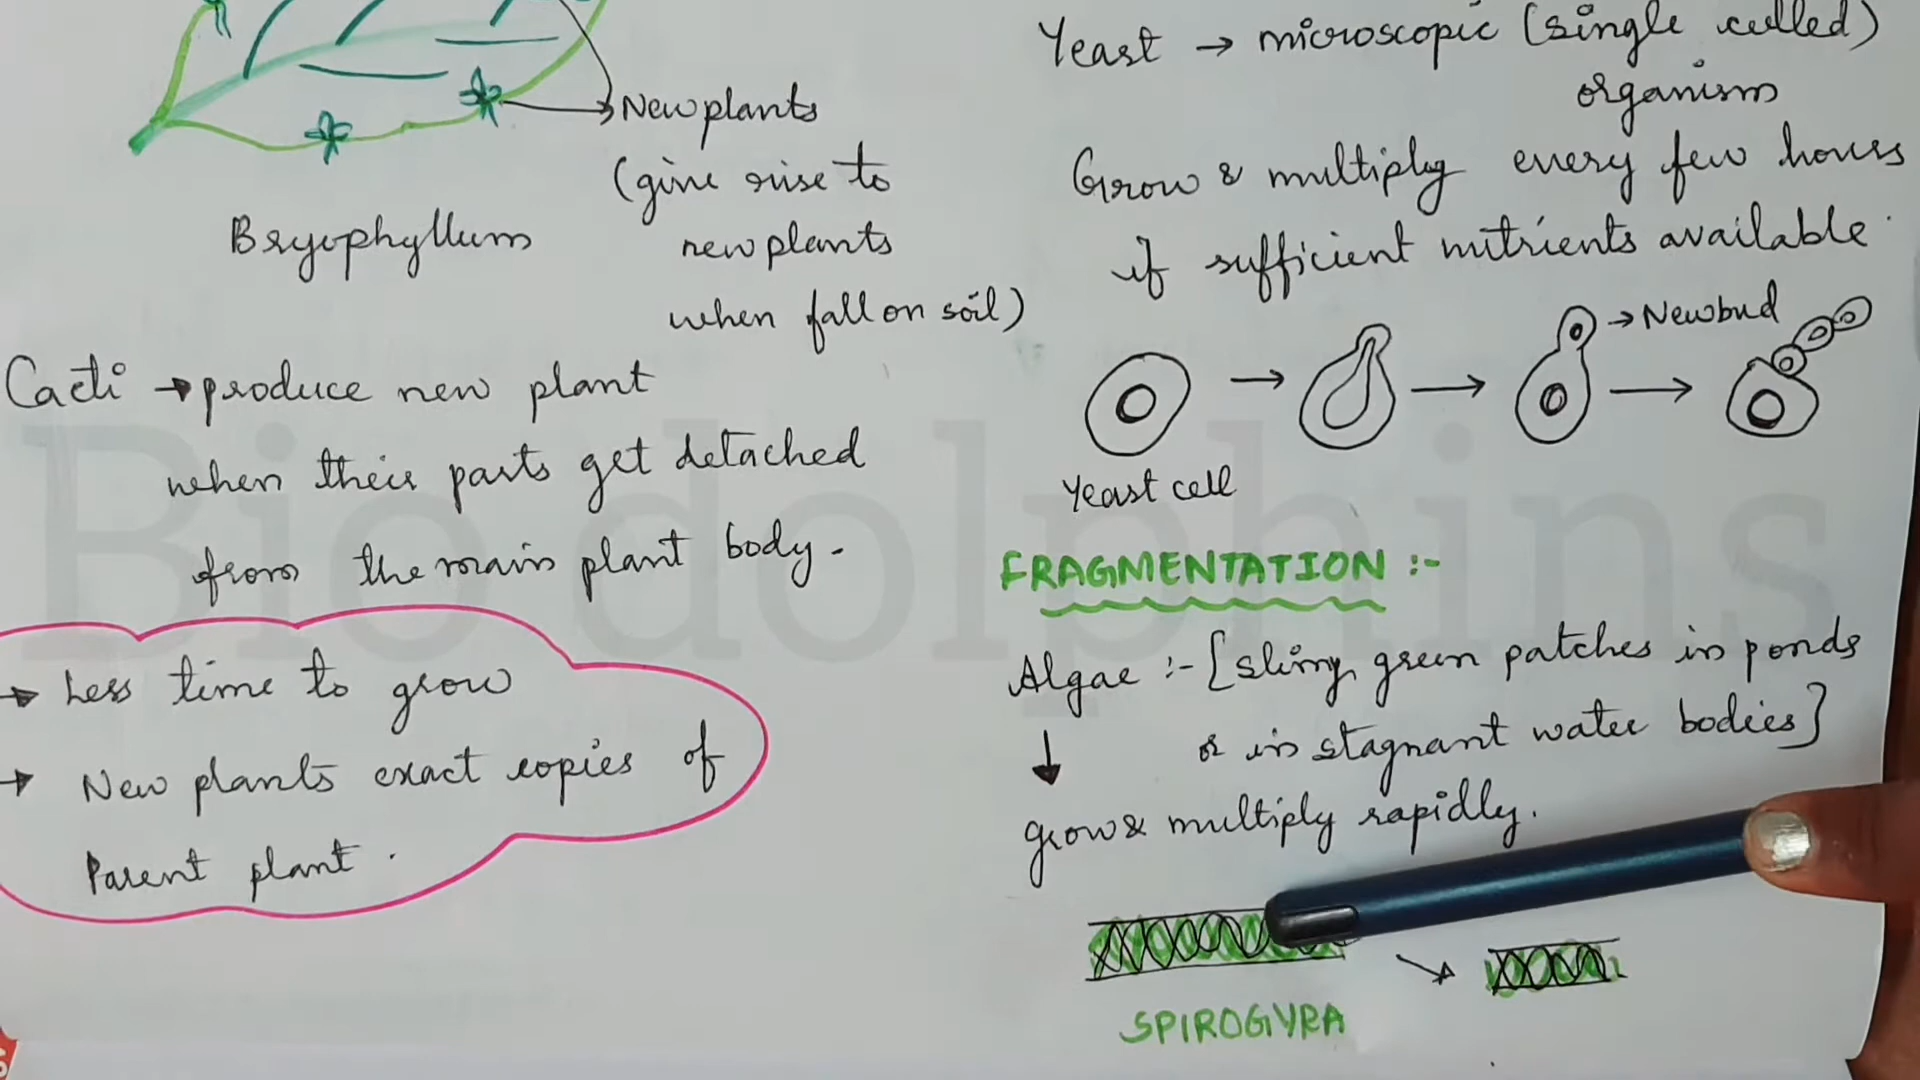 New plants
(give rise to
new plants
when fall on soil)
Bryophyllum
Cacti → produce new plant
when their parts get detached
from the main plant body.
→ Less time to grow
→ New plants exact copies of
Parent plant.
Yeast → microscopic (single celled)
organism
Grow & multiply every few hours
if sufficient nutrients available.
→ New bud
Yeast cell
FRAGMENTATION :-
Algae :- [slimy green patches in ponds
or in stagnant water bodies]
↓
grow & multiply rapidly.
SPIROGYRA
Bio dolphins